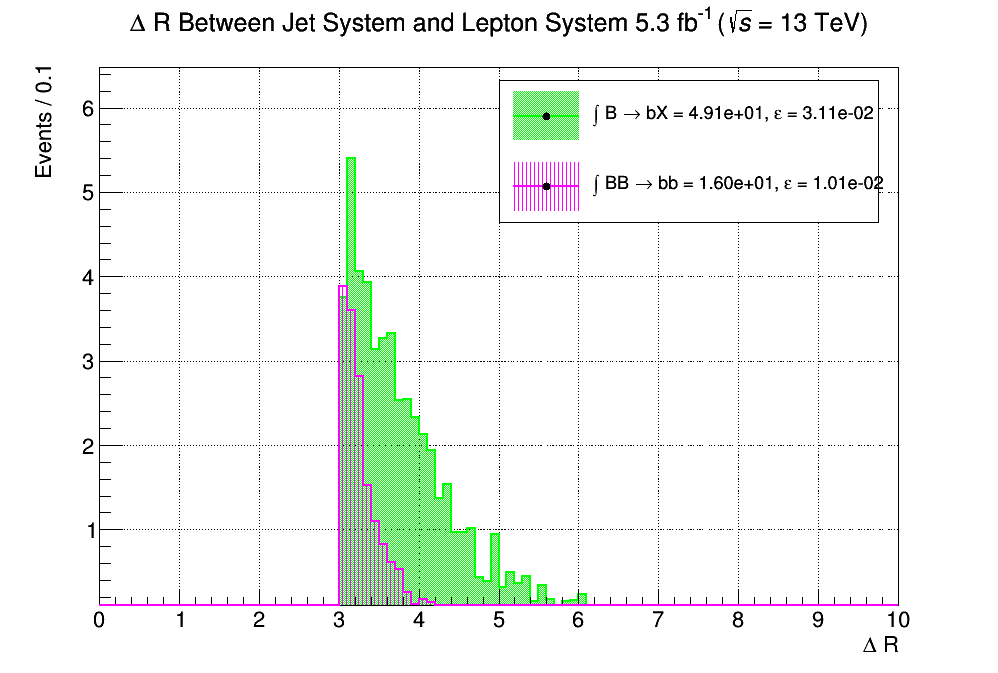 Δ R Between Jet System and Lepton System 5.3 fb⁻¹ (√s = 13 TeV)
Events / 0.1
∫ B → bX = 4.91e+01, ε = 3.11e-02
∫ BB → bb = 1.60e+01, ε = 1.01e-02
6
5
4
3
2
1
0 1 2 3 4 5 6 7 8 9 10
Δ R